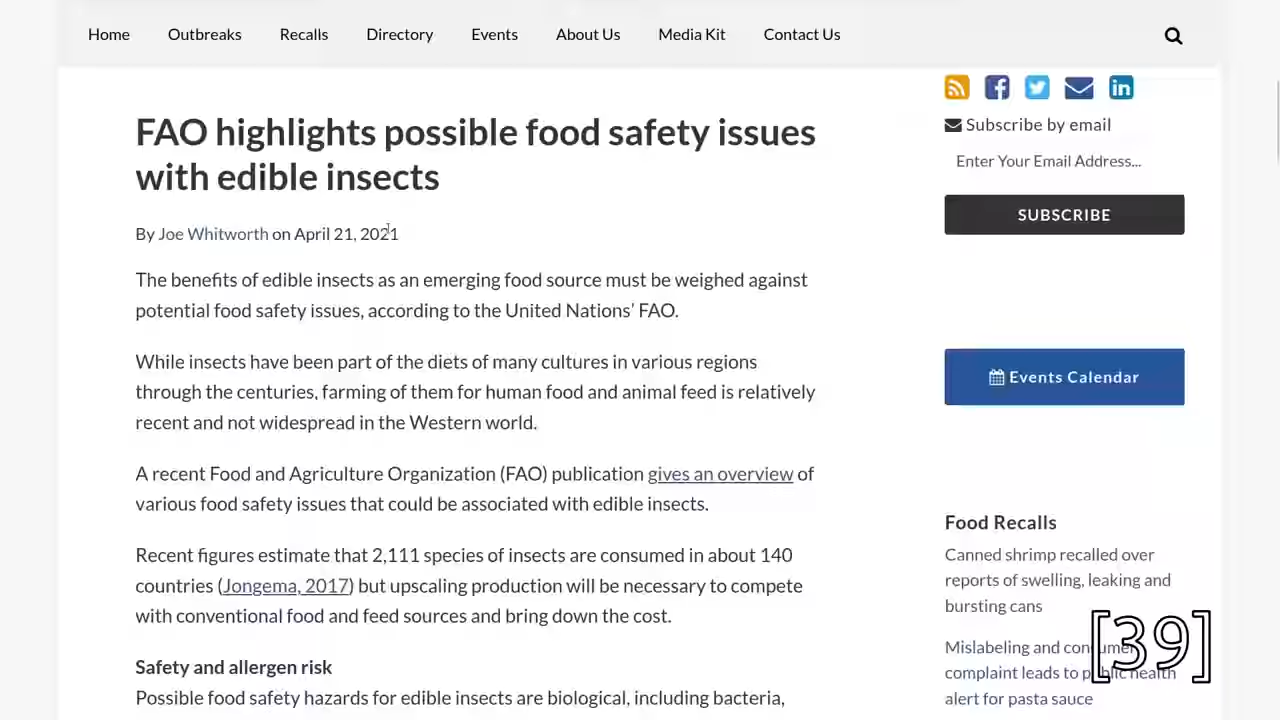 Home Outbreaks Recalls Directory Events About Us Media Kit Contact Us
FAO highlights possible food safety issues
with edible insects
By Joe Whitworth on April 21, 2021
The benefits of edible insects as an emerging food source must be weighed against
potential food safety issues, according to the United Nations’ FAO.
While insects have been part of the diets of many cultures in various regions
through the centuries, farming of them for human food and animal feed is relatively
recent and not widespread in the Western world.
A recent Food and Agriculture Organization (FAO) publication gives an overview of
various food safety issues that could be associated with edible insects.
Recent figures estimate that 2,111 species of insects are consumed in about 140
countries (Jongema, 2017) but upscaling production will be necessary to compete
with conventional food and feed sources and bring down the cost.
Safety and allergen risk
Possible food safety hazards for edible insects are biological, including bacteria,
Subscribe by email
Enter Your Email Address...
SUBSCRIBE
Events Calendar
Food Recalls
Canned shrimp recalled over
reports of swelling, leaking and
bursting cans
Mislabeling and consumer
complaint leads to public health
alert for pasta sauce
[39]